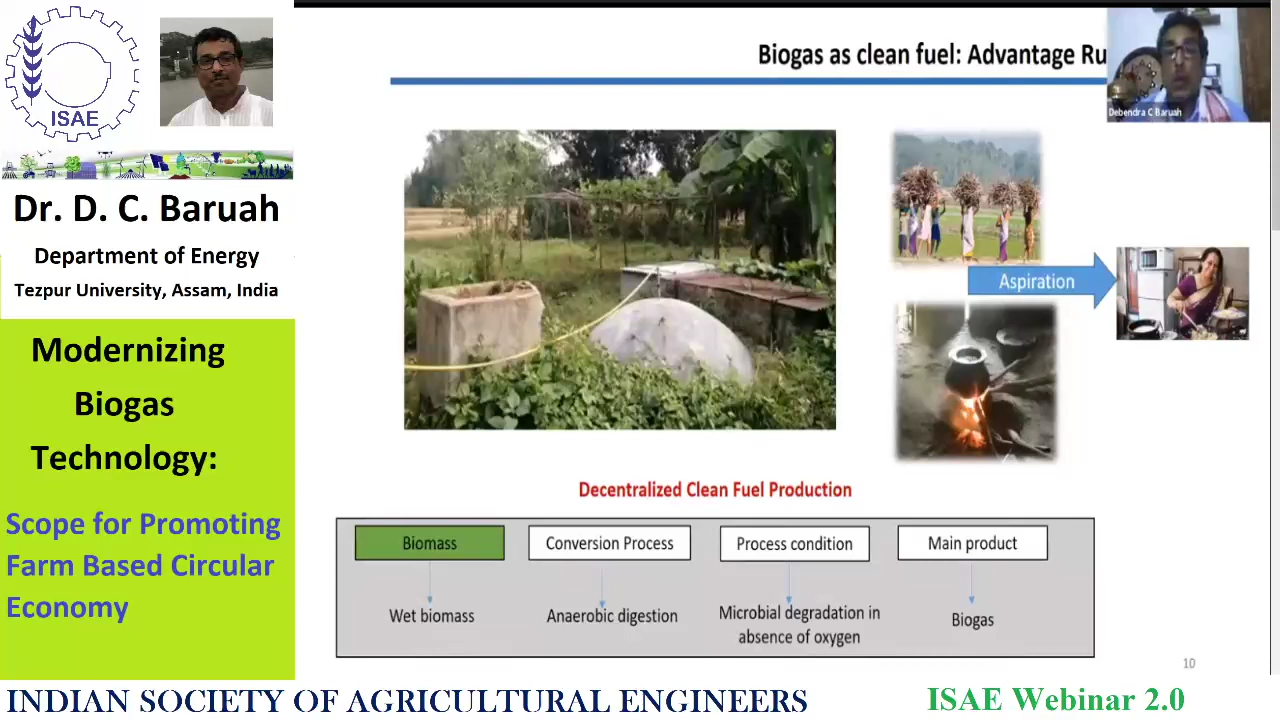 ISAE
Dr. D. C. Baruah
Department of Energy
Tezpur University, Assam, India
Modernizing
Biogas
Technology:
Scope for Promoting
Farm Based Circular
Economy
Biogas as clean fuel: Advantage Ru
Debendra C Baruah
Aspiration
Decentralized Clean Fuel Production
Biomass
Conversion Process
Process condition
Main product
Wet biomass
Anaerobic digestion
Microbial degradation in
absence of oxygen
Biogas
10
INDIAN SOCIETY OF AGRICULTURAL ENGINEERS
ISAE Webinar 2.0